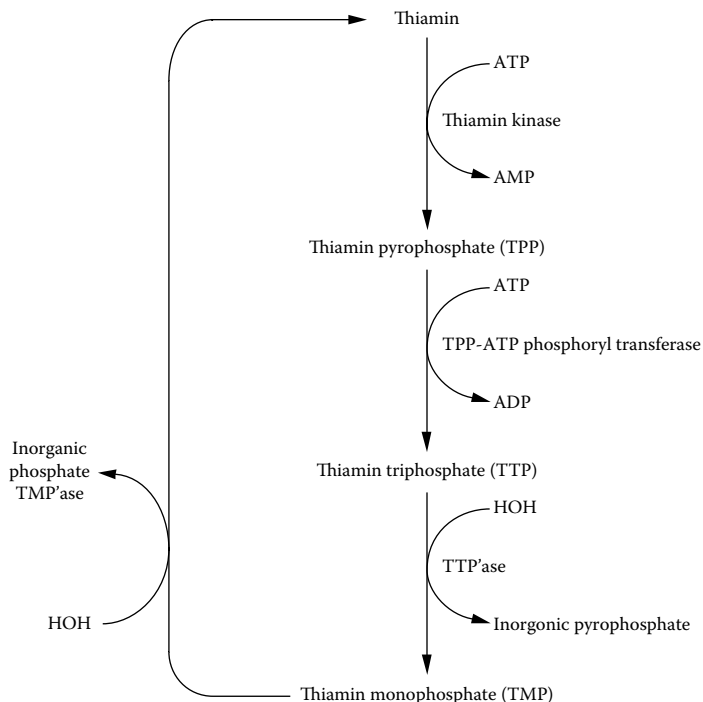 Thiamin
ATP
Thiamin kinase
AMP
Thiamin pyrophosphate (TPP)
ATP
TPP-ATP phosphoryl transferase
ADP
Inorganic
phosphate
TMP’ase
Thiamin triphosphate (TTP)
HOH
TTP’ase
HOH
Inorgonic pyrophosphate
Thiamin monophosphate (TMP)